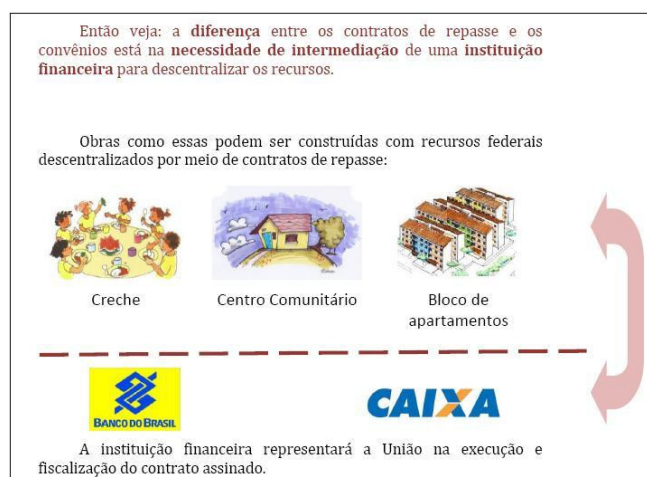 Então veja: a diferença entre os contratos de repasse e os
convênios está na necessidade de intermediação de uma instituição
financeira para descentralizar os recursos.
Obras como essas podem ser construídas com recursos federais
descentralizados por meio de contratos de repasse:
Creche
Centro Comunitário
Bloco de
apartamentos
BANCO DO BRASIL
CAIXA
A instituição financeira representará a União na execução e
fiscalização do contrato assinado.